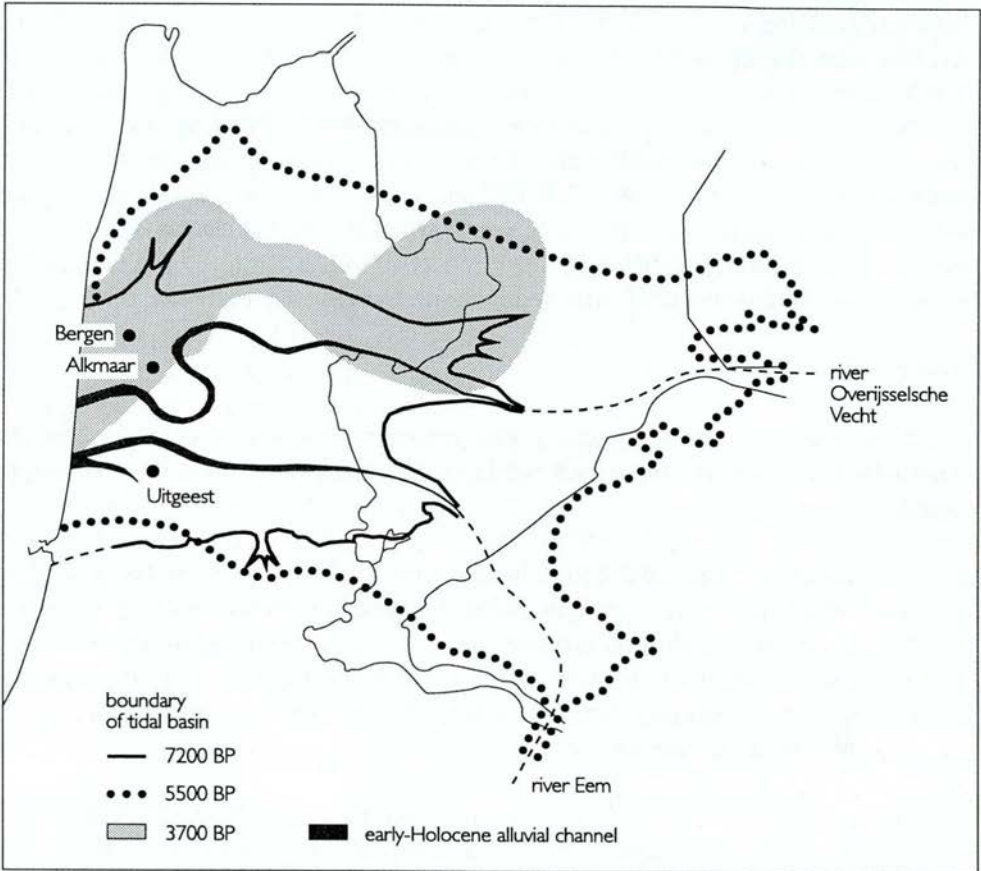 Bergen
Alkmaar
river
Overijsselsche
Vecht
Uitgeest
boundary
of tidal basin
7200 BP
5500 BP
river Eem
3700 BP
early-Holocene alluvial channel